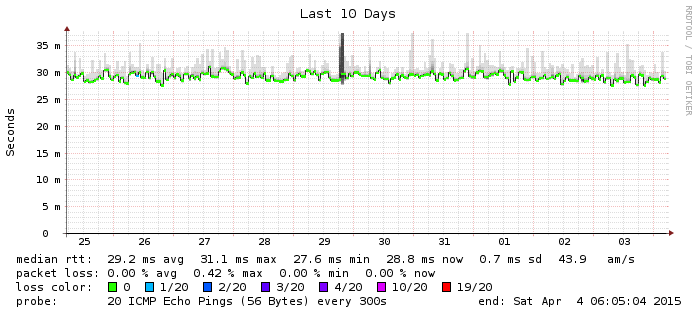 Last 10 Days
RRDTOOL / TOBI OETIKER
Seconds
35 m
30 m
25 m
20 m
15 m
10 m
5 m
0
25 26 27 28 29 30 31 01 02 03
median rtt: 29.2 ms avg 31.1 ms max 27.6 ms min 28.8 ms now 0.7 ms sd 43.9 am/s
packet loss: 0.00 % avg 0.42 % max 0.00 % min 0.00 % now
loss color: 0 1/20 2/20 3/20 4/20 10/20 19/20
probe: 20 ICMP Echo Pings (56 Bytes) every 300s end: Sat Apr 4 06:05:04 2015